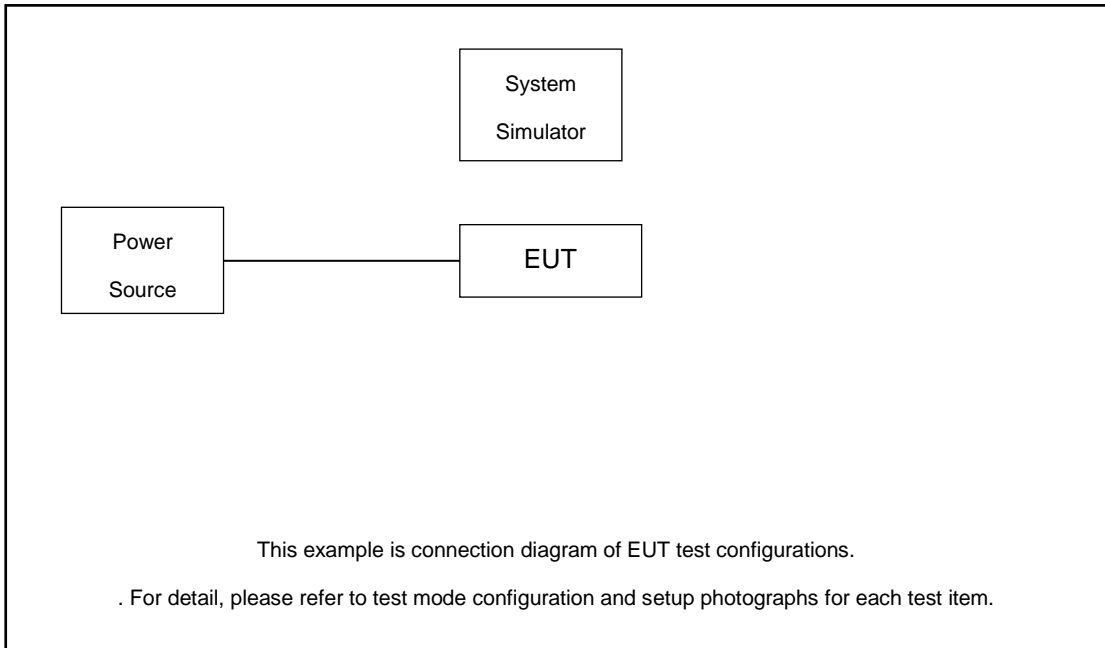 System
Simulator
Power
Source
EUT
This example is connection diagram of EUT test configurations.
. For detail, please refer to test mode configuration and setup photographs for each test item.